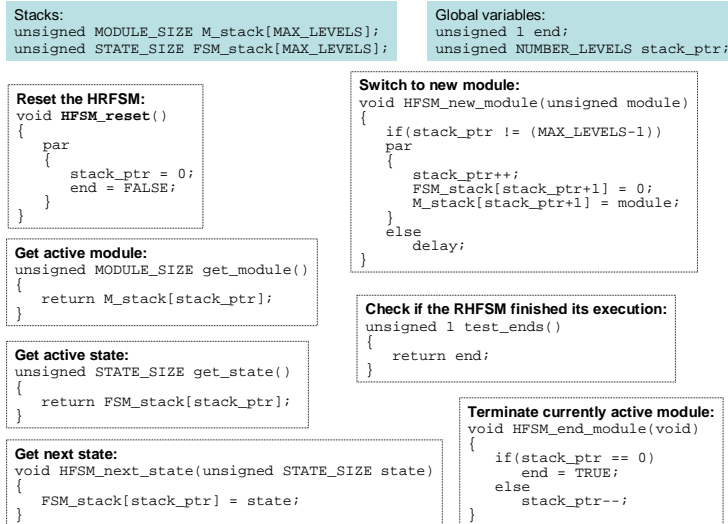 Stacks:
unsigned MODULE_SIZE M_stack[MAX_LEVELS];
unsigned STATE_SIZE FSM_stack[MAX_LEVELS];
Global variables:
unsigned 1 end;
unsigned NUMBER_LEVELS stack_ptr;
Reset the HRFSM:
void HFSM_reset()
{
par
{
stack_ptr = 0;
end = FALSE;
}
}
Switch to new module:
void HFSM_new_module(unsigned module)
{
if(stack_ptr != (MAX_LEVELS-1))
par
{
stack_ptr++;
FSM_stack[stack_ptr+1] = 0;
M_stack[stack_ptr+1] = module;
}
else
delay;
}
Get active module:
unsigned MODULE_SIZE get_module()
{
return M_stack[stack_ptr];
}
Check if the RHFSM finished its execution:
unsigned 1 test_ends()
{
return end;
}
Get active state:
unsigned STATE_SIZE get_state()
{
return FSM_stack[stack_ptr];
}
Terminate currently active module:
void HFSM_end_module(void)
{
if(stack_ptr == 0)
end = TRUE;
else
stack_ptr--;
}
Get next state:
void HFSM_next_state(unsigned STATE_SIZE state)
{
FSM_stack[stack_ptr] = state;
}